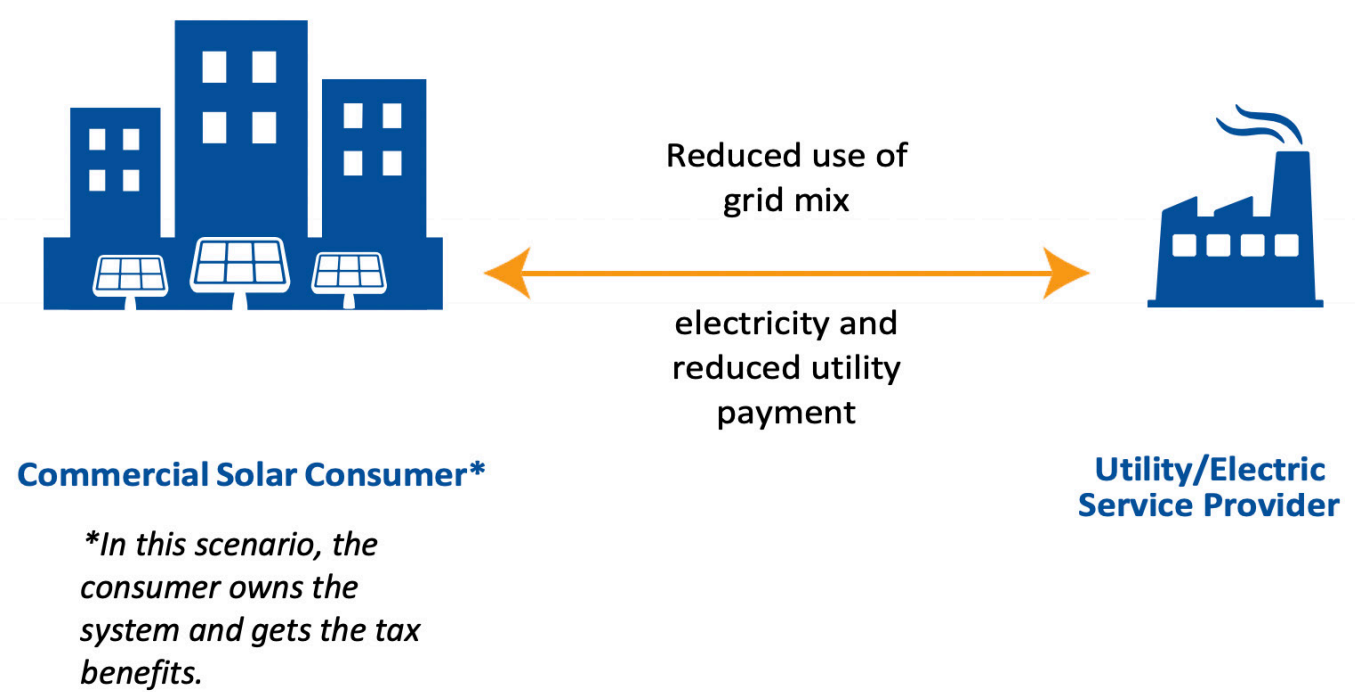 Reduced use of
grid mix
electricity and
reduced utility
payment
Commercial Solar Consumer*
*In this scenario, the
consumer owns the
system and gets the tax
benefits.
Utility/Electric
Service Provider